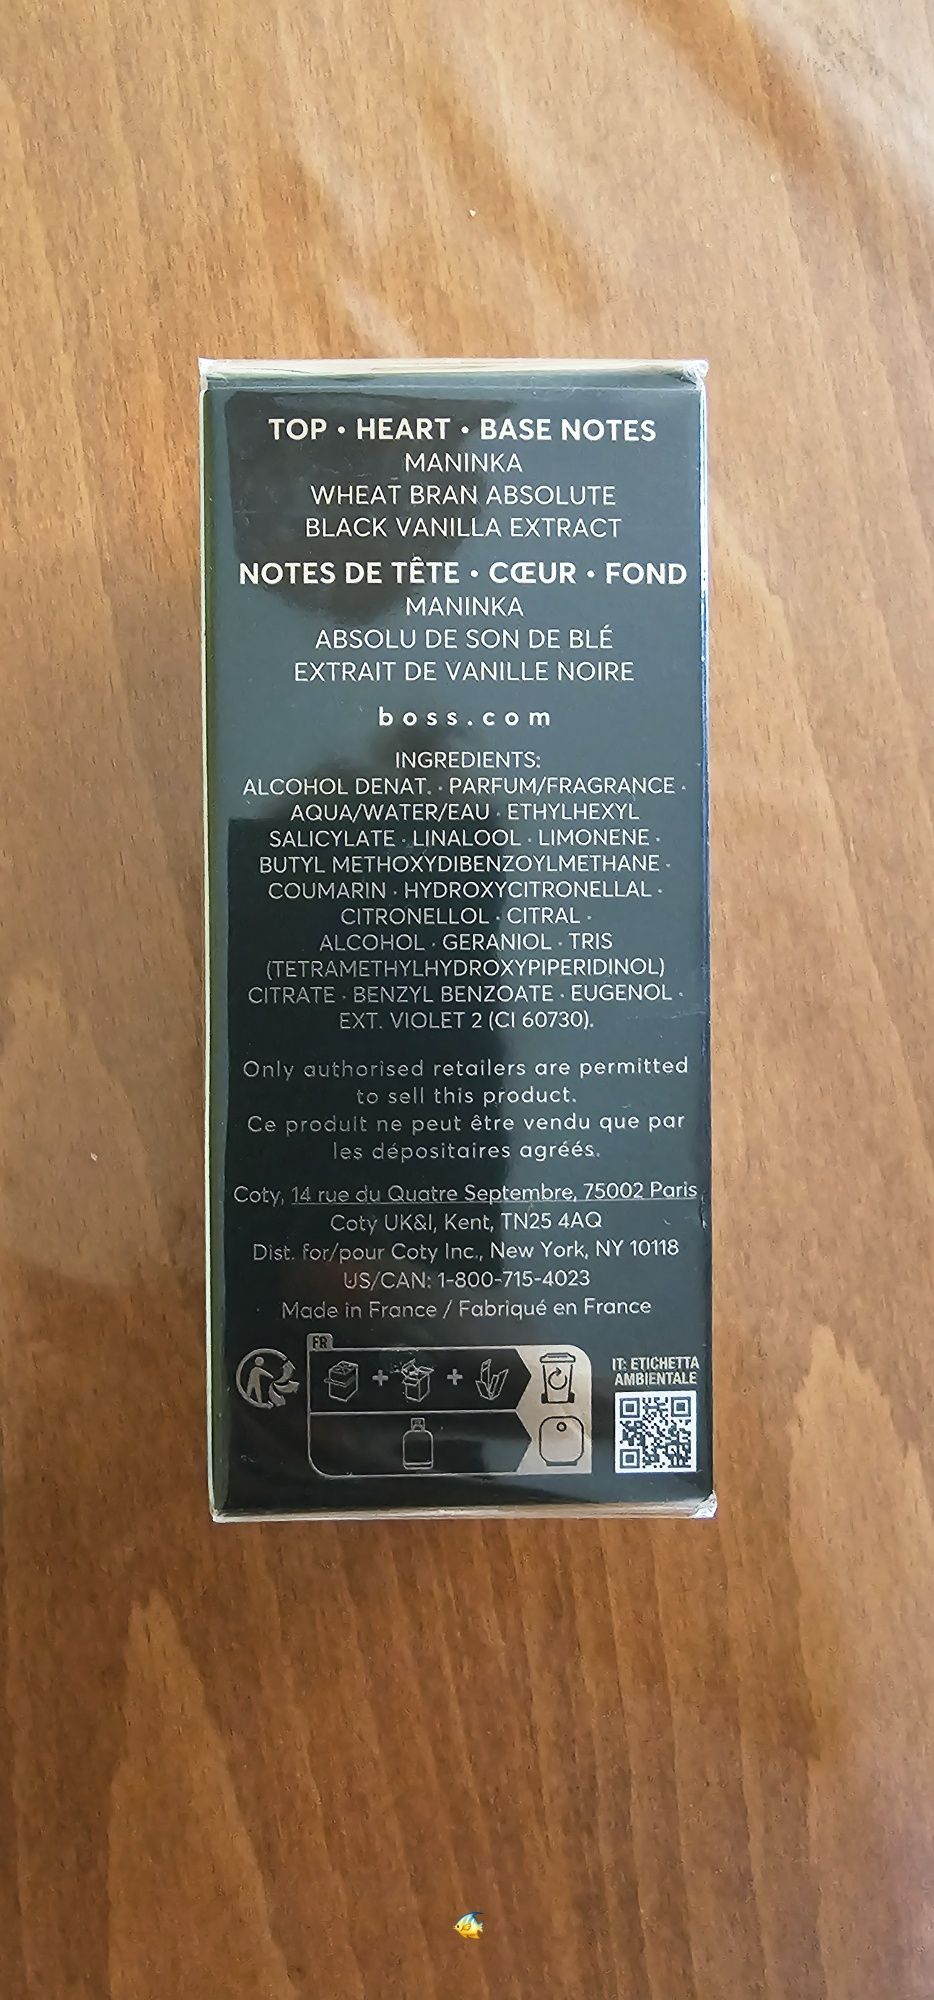 TOP • HEART • BASE NOTES
MANINKA
WHEAT BRAN ABSOLUTE
BLACK VANILLA EXTRACT
NOTES DE TÊTE • CŒUR • FOND
MANINKA
ABSOLU DE SON DE BLÉ
EXTRAIT DE VANILLE NOIRE
boss.com
INGREDIENTS:
ALCOHOL DENAT. · PARFUM/FRAGRANCE ·
AQUA/WATER/EAU · ETHYLHEXYL
SALICYLATE · LINALOOL · LIMONENE ·
BUTYL METHOXYDIBENZOYLMETHANE ·
COUMARIN · HYDROXYCITRONELLAL ·
CITRONELLOL · CITRAL ·
ALCOHOL · GERANIOL · TRIS
(TETRAMETHYLHYDROXYPIPERIDINOL)
CITRATE · BENZYL BENZOATE · EUGENOL ·
EXT. VIOLET 2 (CI 60730).
Only authorised retailers are permitted
to sell this product.
Ce produit ne peut être vendu que par
les dépositaires agréés.
Coty, 14 rue du Quatre Septembre, 75002 Paris
Coty UK&I, Kent, TN25 4AQ
Dist. for/pour Coty Inc., New York, NY 10118
US/CAN: 1-800-715-4023
Made in France / Fabriqué en France
FR
IT: ETICHETTA
AMBIENTALE